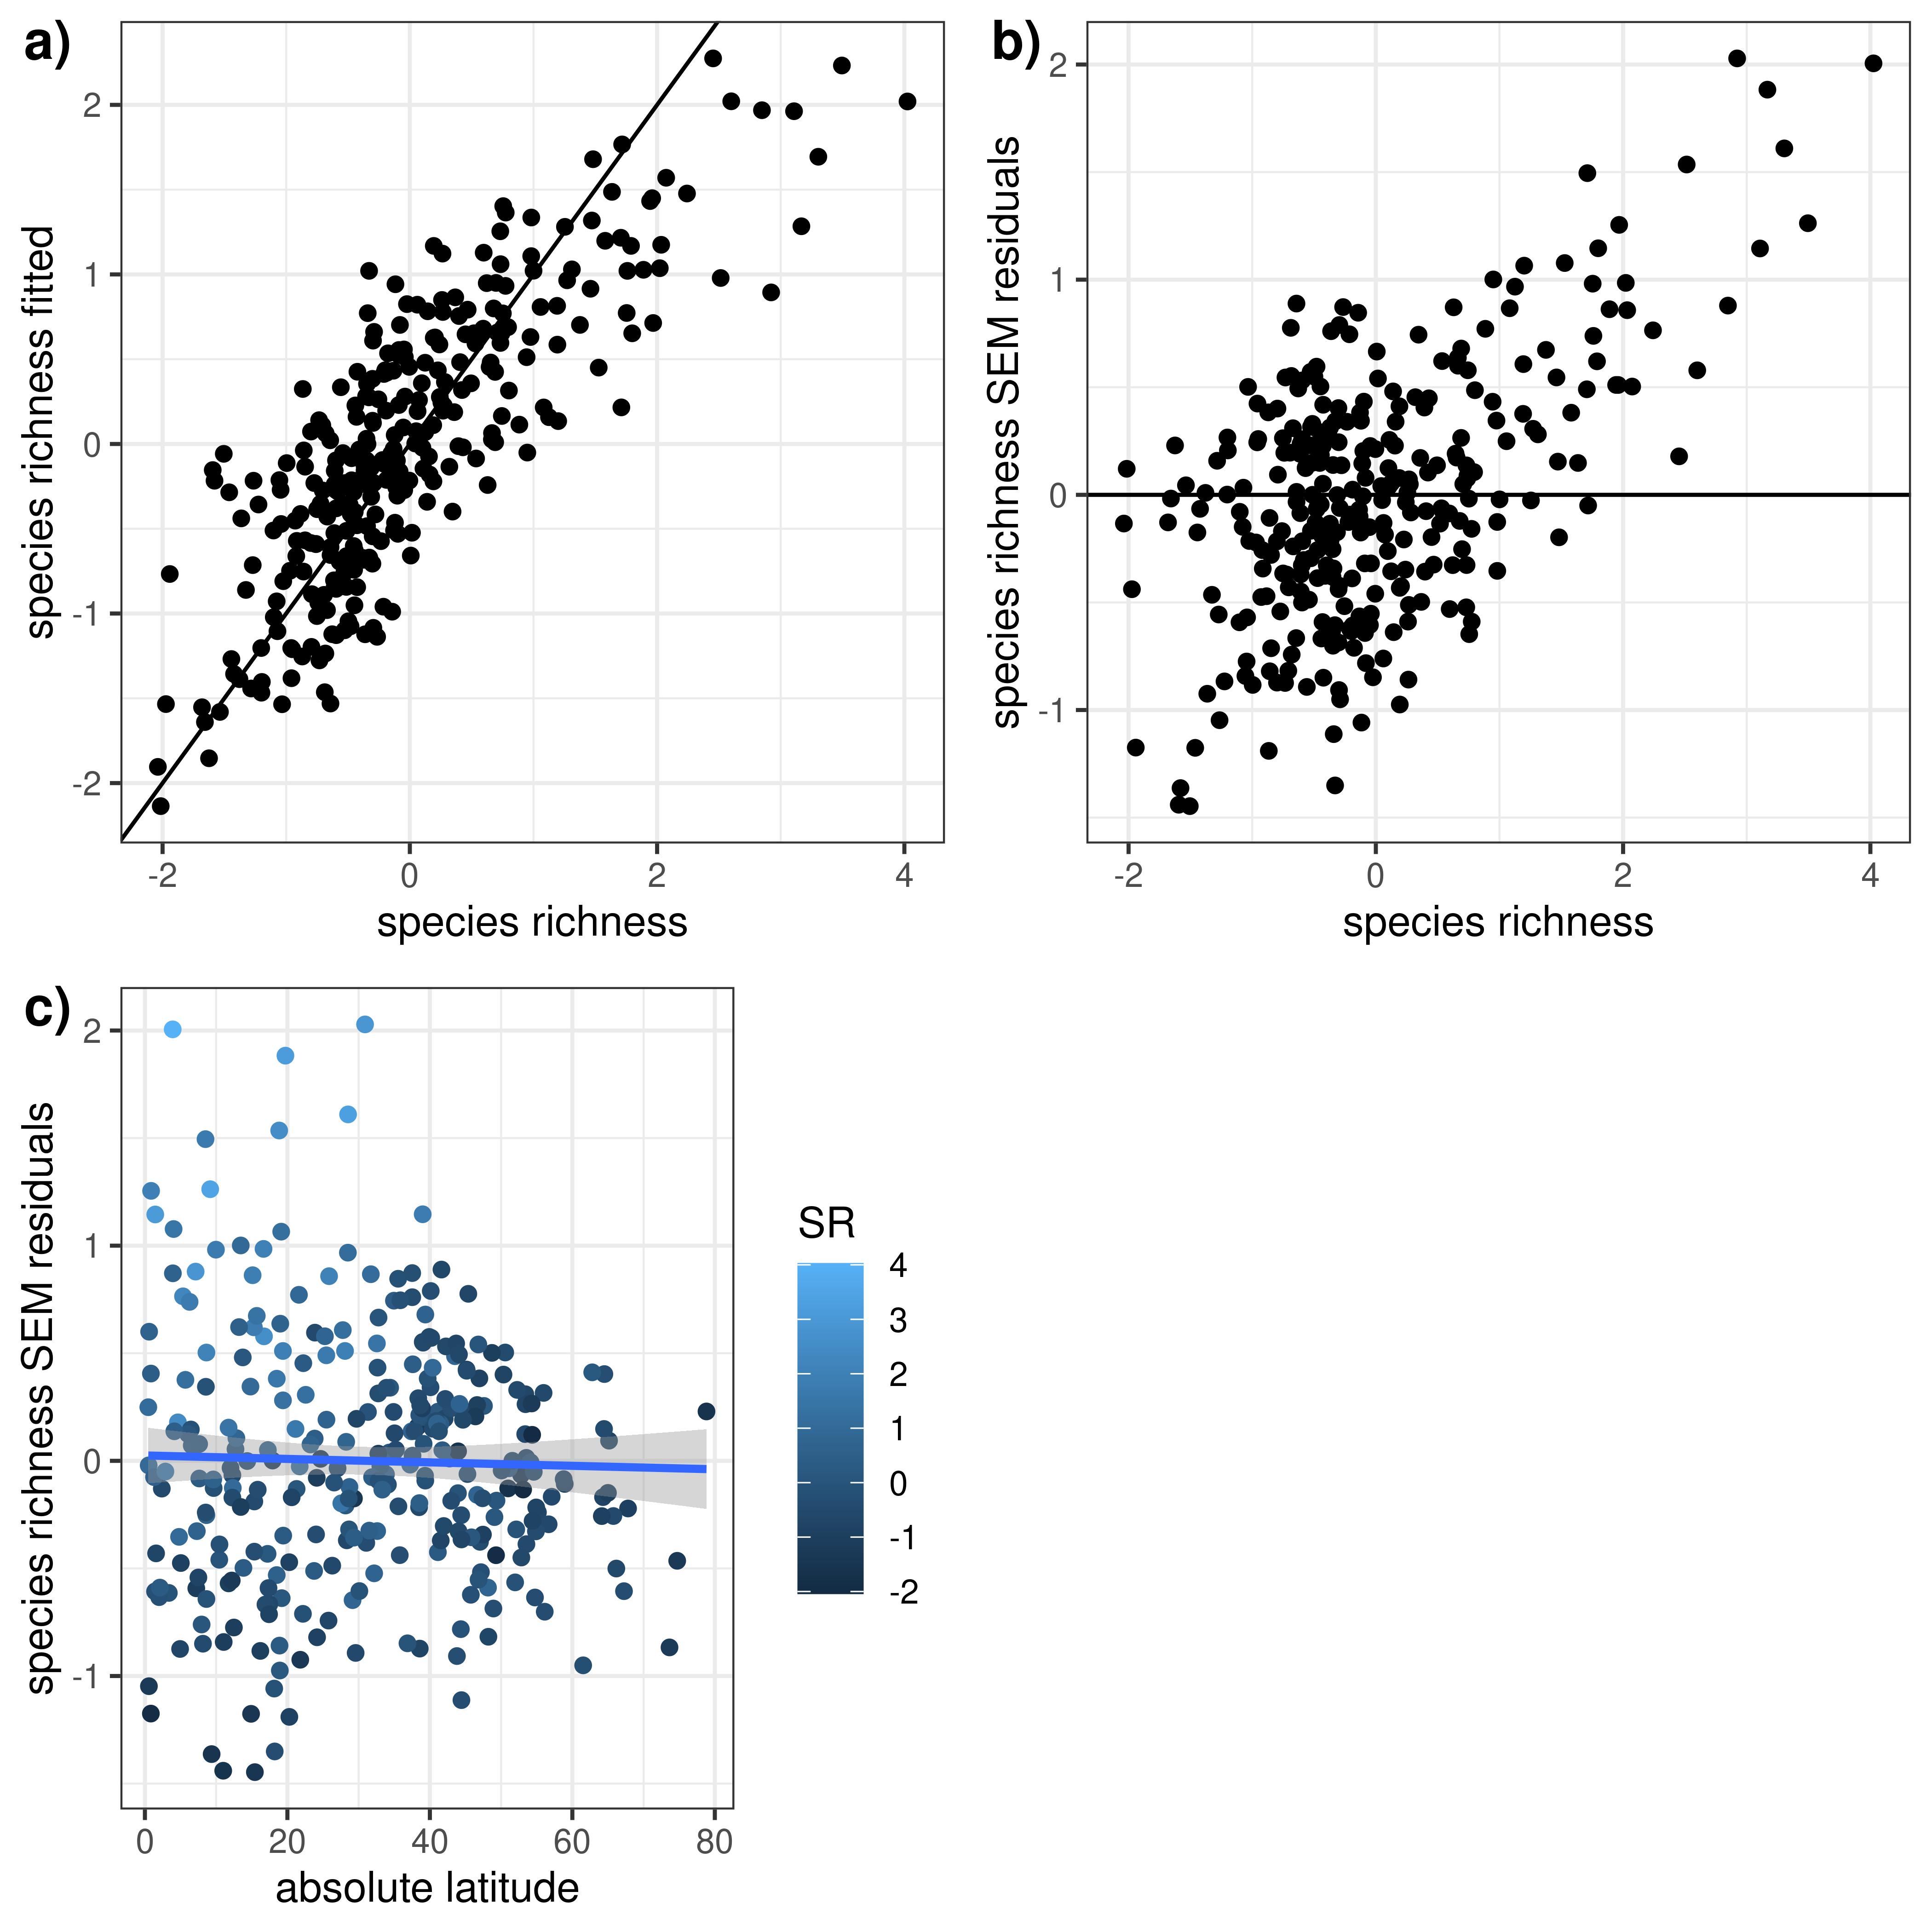 a)
2
1
0
-1
-2
species richness fitted
-2 0 2 4
species richness
b)
2
1
0
-1
species richness SEM residuals
-2 0 2 4
species richness
c)
2
1
0
-1
species richness SEM residuals
0 20 40 60 80
absolute latitude
SR
4
3
2
1
0
-1
-2